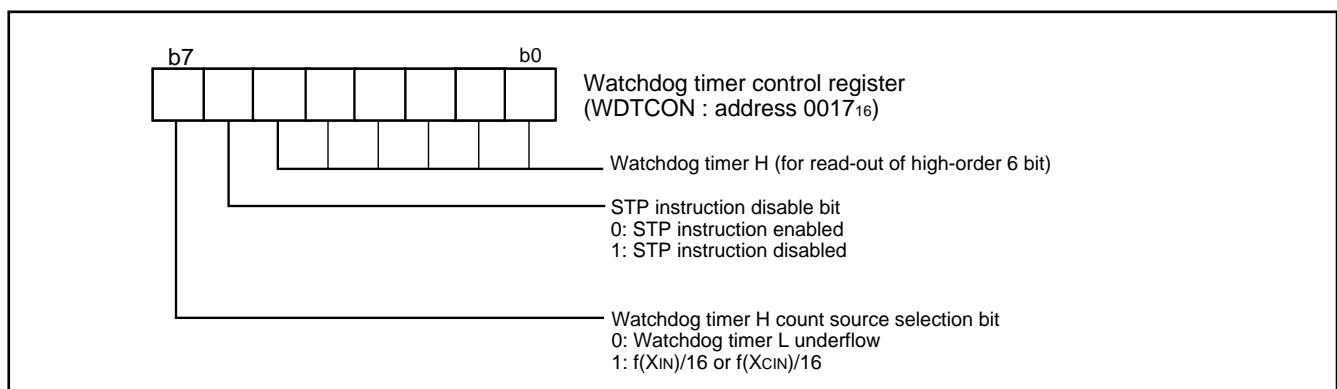 b7 b0
Watchdog timer control register
(WDTCON : address 0017₁₆)
Watchdog timer H (for read-out of high-order 6 bit)
STP instruction disable bit
0: STP instruction enabled
1: STP instruction disabled
Watchdog timer H count source selection bit
0: Watchdog timer L underflow
1: f(XIN)/16 or f(XCIN)/16